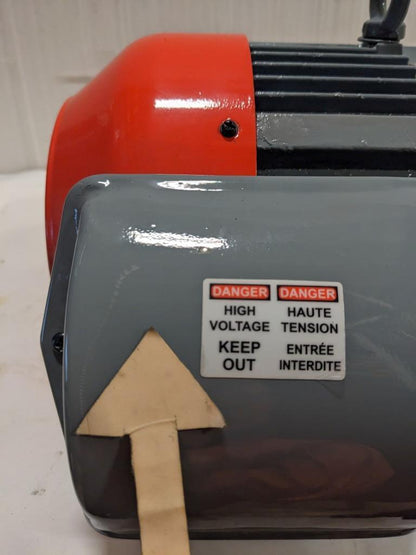 DANGER
HIGH
VOLTAGE
KEEP
OUT
DANGER
HAUTE
TENSION
ENTRÉE
INTERDITE